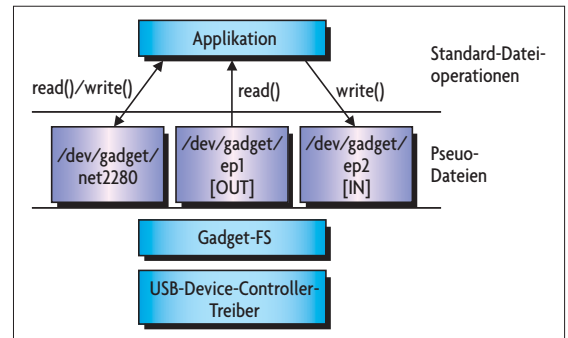 Applikation
Standard-Datei-
operationen
read()/write()
read()
write()
/dev/gadget/
net2280
/dev/gadget/
ep1
[OUT]
/dev/gadget/
ep2
[IN]
Pseuo-
Dateien
Gadget-FS
USB-Device-Controller-
Treiber